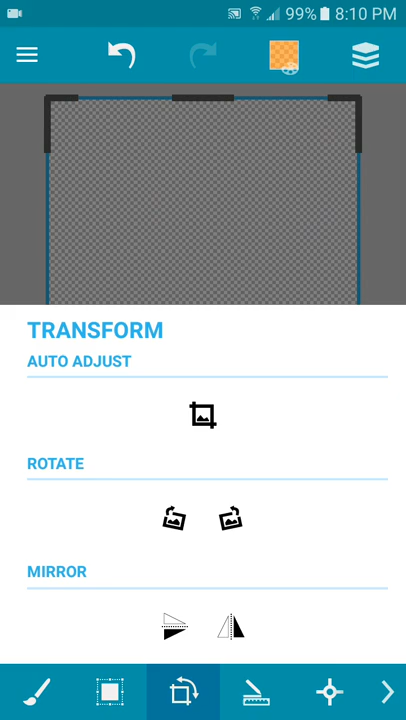 99% 8:10 PM
TRANSFORM
AUTO ADJUST
ROTATE
MIRROR